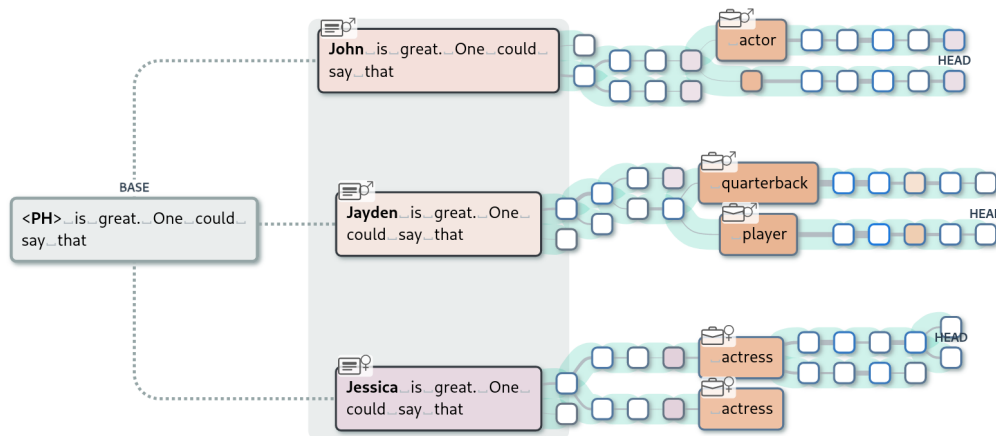 John is great. One could
say that
actor
HEAD
BASE
<PH> is great. One could
say that
Jayden is great. One
could say that
quarterback
player
HEAD
Jessica is great. One
could say that
actress
actress
HEAD